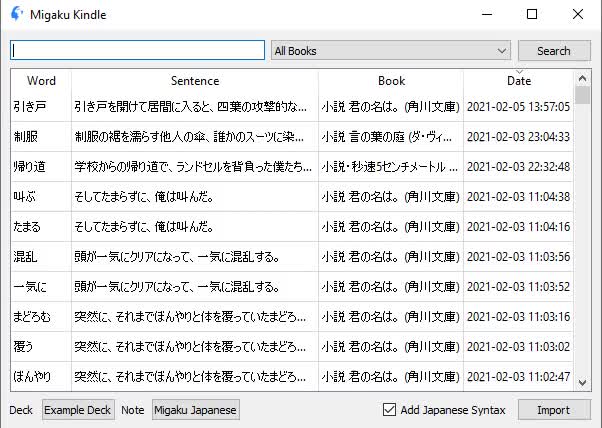 Migaku Kindle
All Books
Search
Word Sentence Book Date
引き戸 引き戸を開けて居間に入ると、四葉の攻撃的な... 小説 君の名は。 (角川文庫) 2021-02-05 13:57:05
制服 制服の裾を濡らす他人の傘、誰かのスーツに染... 小説 言の葉の庭 (ダ・ヴィ... 2021-02-03 23:04:33
帰り道 学校からの帰り道で、ランドセルを背負った僕たち... 小説・秒速5センチメートル ... 2021-02-03 22:32:48
叫ぶ そしてたまらずに、俺は叫んだ。 小説 君の名は。 (角川文庫) 2021-02-03 11:04:38
たまる そしてたまらずに、俺は叫んだ。 小説 君の名は。 (角川文庫) 2021-02-03 11:04:16
混乱 頭が一気にクリアになって、一気に混乱する。 小説 君の名は。 (角川文庫) 2021-02-03 11:03:56
一気に 頭が一気にクリアになって、一気に混乱する。 小説 君の名は。 (角川文庫) 2021-02-03 11:03:52
まどろむ 突然に、それまでぼんやりと体を覆っていたまどろ... 小説 君の名は。 (角川文庫) 2021-02-03 11:03:16
覆う 突然に、それまでぼんやりと体を覆っていたまどろ... 小説 君の名は。 (角川文庫) 2021-02-03 11:03:02
ぼんやり 突然に、それまでぼんやりと体を覆っていたまどろ... 小説 君の名は。 (角川文庫) 2021-02-03 11:02:47
Deck Example Deck Note Migaku Japanese Add Japanese Syntax Import